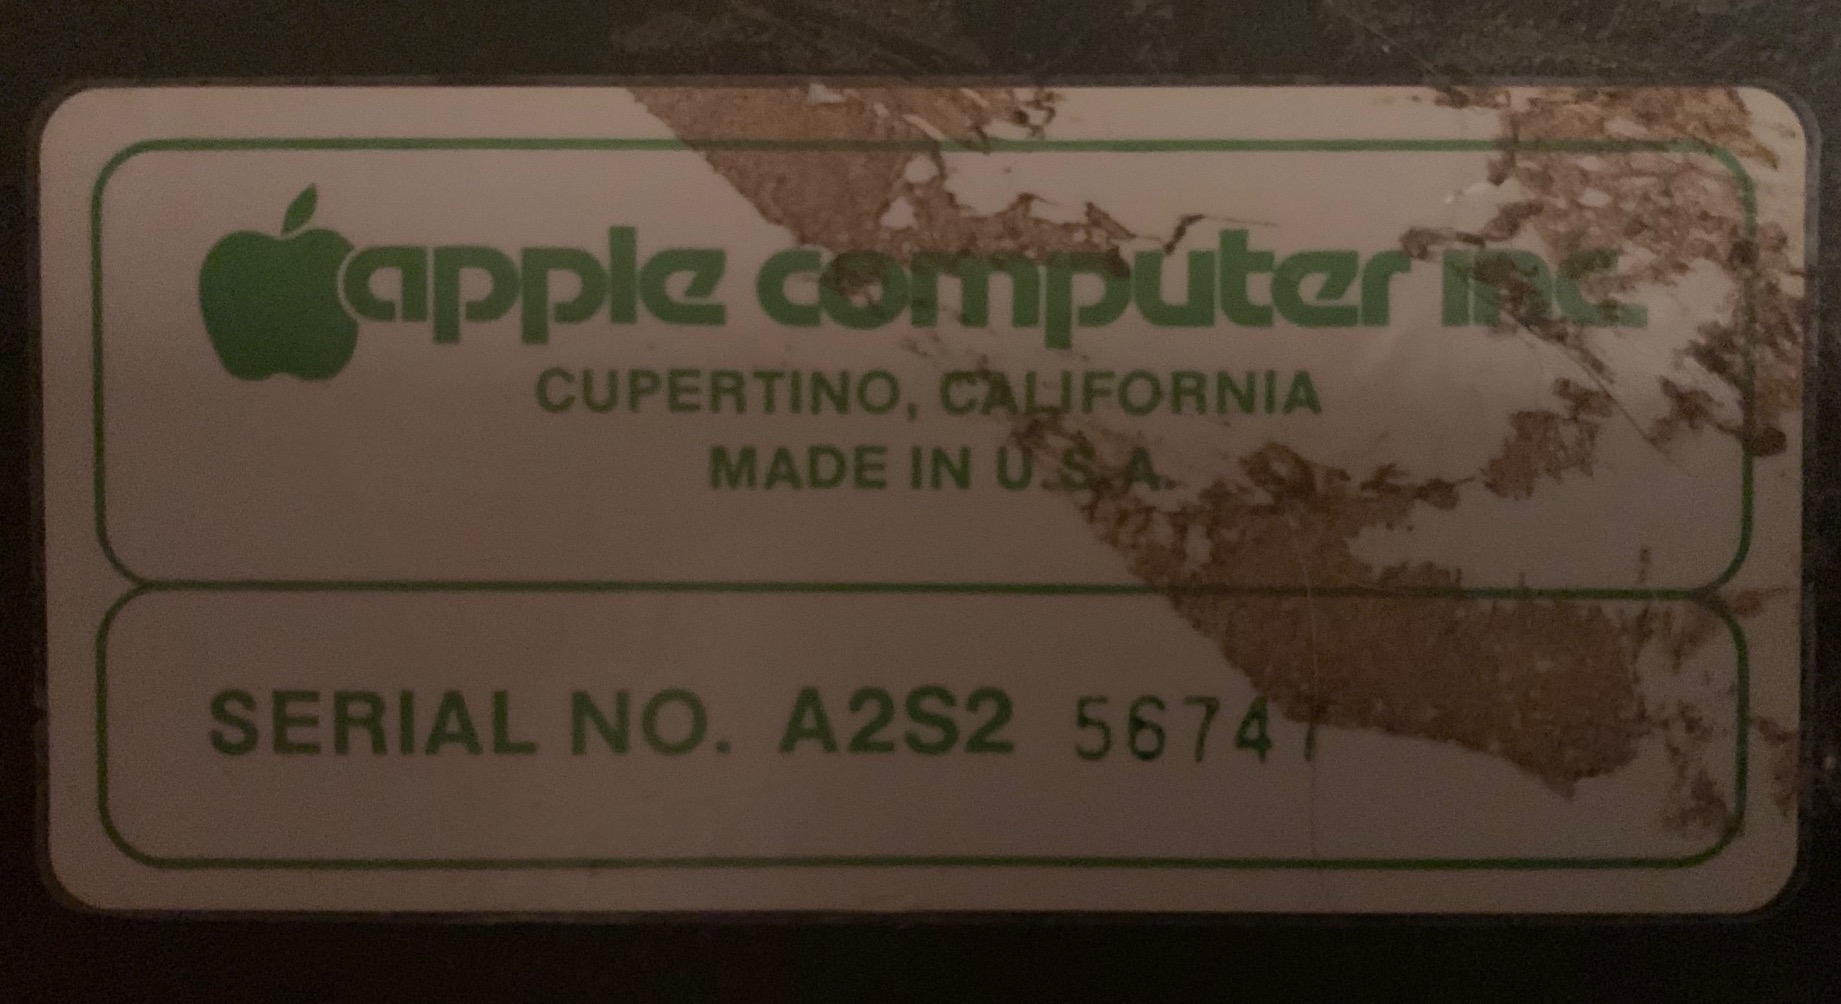 apple computer inc.
CUPERTINO, CALIFORNIA
MADE IN U.S.A.
SERIAL NO. A2S2 5674